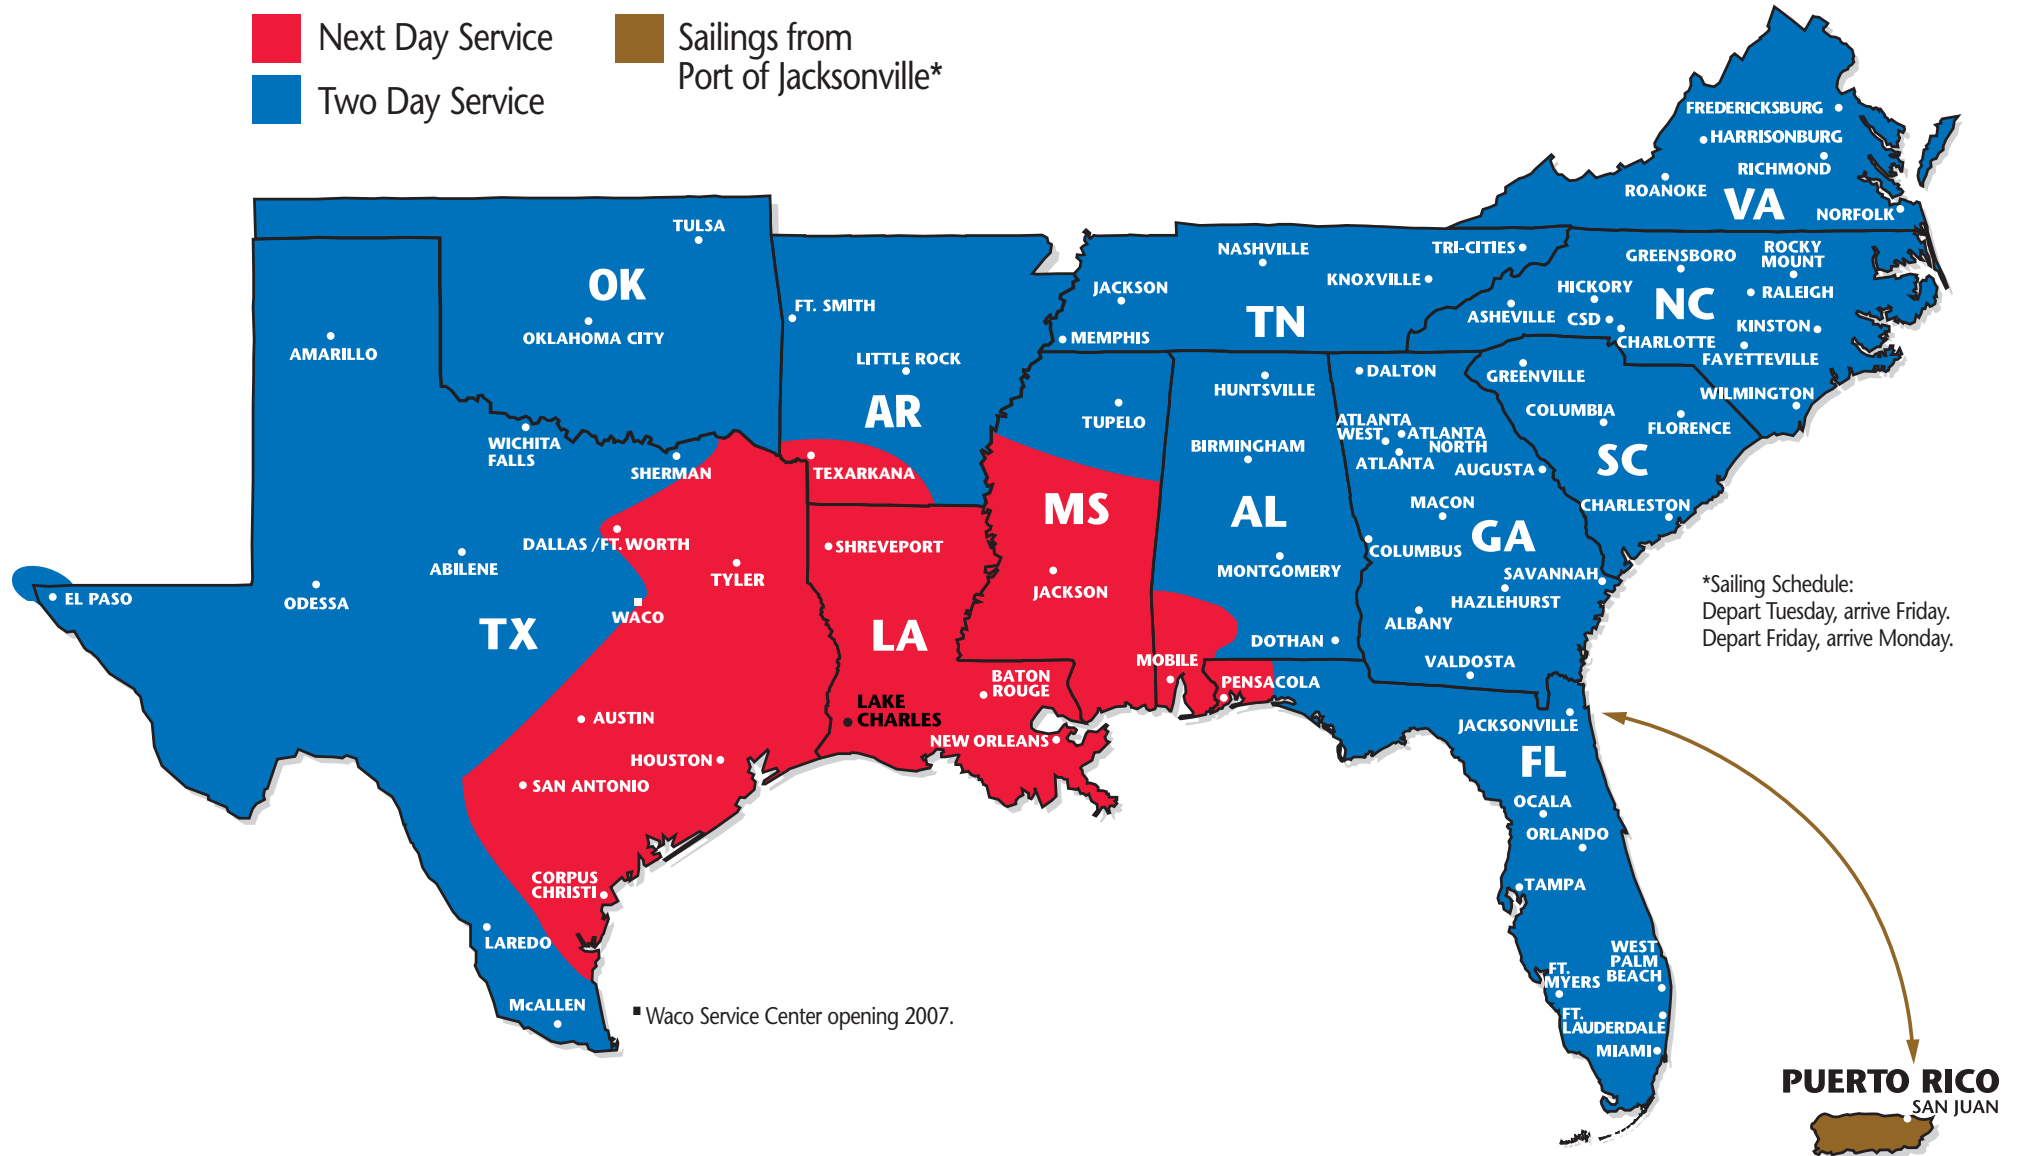 Next Day Service
Two Day Service
Sailings from
Port of Jacksonville*
FREDERICKSBURG
HARRISONBURG
RICHMOND
ROANOKE
VA
NORFOLK
TULSA
OK
OKLAHOMA CITY
AMARILLO
FT. SMITH
LITTLE ROCK
AR
TEXARKANA
NASHVILLE
TRI-CITIES
KNOXVILLE
JACKSON
TN
MEMPHIS
GREENSBORO
ROCKY
MOUNT
HICKORY
NC
RALEIGH
ASHEVILLE
CSD
KINSTON
CHARLOTTE
FAYETTEVILLE
WILMINGTON
GREENVILLE
COLUMBIA
FLORENCE
SC
CHARLESTON
TUPELO
MS
JACKSON
HUNTSVILLE
BIRMINGHAM
AL
MONTGOMERY
DOTHAN
MOBILE
DALTON
ATLANTA
WEST
ATLANTA
NORTH
ATLANTA
AUGUSTA
MACON
GA
COLUMBUS
SAVANNAH
HAZLEHURST
ALBANY
VALDOSTA
WICHITA
FALLS
SHERMAN
DALLAS /FT. WORTH
ABILENE
TYLER
EL PASO
ODESSA
WACO
TX
AUSTIN
HOUSTON
SAN ANTONIO
CORPUS
CHRISTI
LAREDO
McALLEN
SHREVEPORT
LA
BATON
ROUGE
LAKE
CHARLES
NEW ORLEANS
PENSACOLA
JACKSONVILLE
FL
OCALA
ORLANDO
TAMPA
WEST
PALM
BEACH
FT.
MYERS
FT.
LAUDERDALE
MIAMI
*Sailing Schedule:
Depart Tuesday, arrive Friday.
Depart Friday, arrive Monday.
▪ Waco Service Center opening 2007.
PUERTO RICO
SAN JUAN